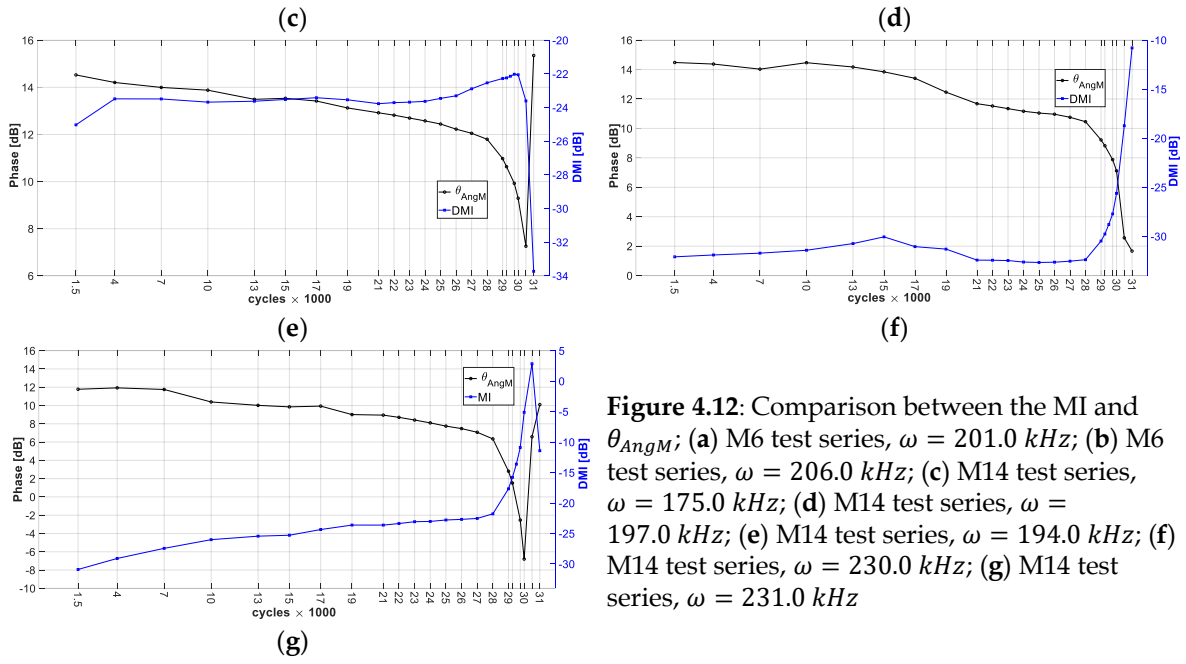 (c)
(d)
16
14
12
10
8
6
Phase [dB]
-20
-22
-24
-26
-28
-30
-32
-34
DMI [dB]
θAngM
DMI
1.5 4 7 10 13 15 17 19 21 22 23 24 25 26 27 28 29 30 31
cycles × 1000
(e)
16
14
12
10
8
6
4
2
0
Phase [dB]
-10
-15
-20
-25
-30
DMI [dB]
θAngM
DMI
1.5 4 7 10 13 15 17 19 21 22 23 24 25 26 27 28 29 30 31
cycles × 1000
(f)
16
14
12
10
8
6
4
2
0
-2
-4
-6
-8
-10
Phase [dB]
5
0
-5
-10
-15
-20
-25
-30
DMI [dB]
θAngM
MI
1.5 4 7 10 13 15 17 19 21 22 23 24 25 26 27 28 29 30 31
cycles × 1000
(g)
Figure 4.12: Comparison between the MI and
θAngM; (a) M6 test series, ω = 201.0 kHz; (b) M6
test series, ω = 206.0 kHz; (c) M14 test series,
ω = 175.0 kHz; (d) M14 test series, ω =
197.0 kHz; (e) M14 test series, ω = 194.0 kHz; (f)
M14 test series, ω = 230.0 kHz; (g) M14 test
series, ω = 231.0 kHz